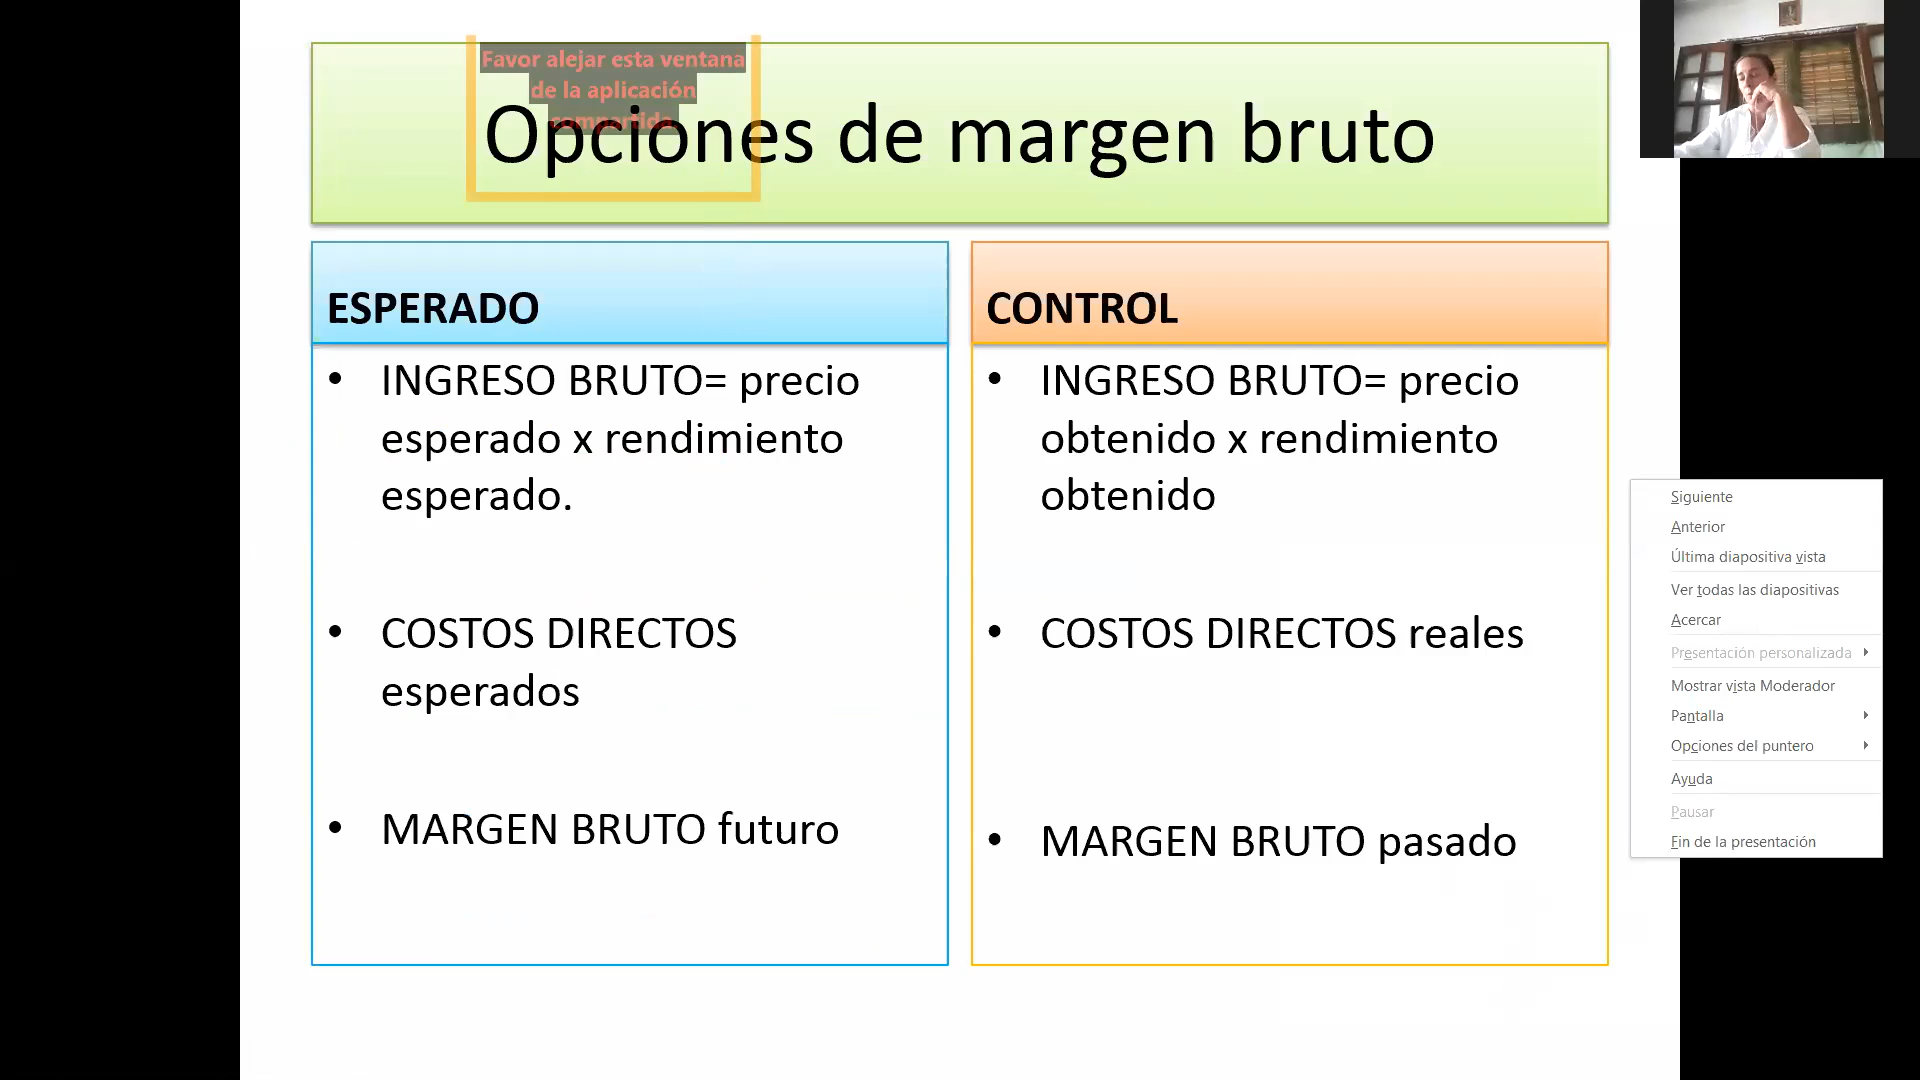 Favor alejar esta ventana
de la aplicación
compartida
Opciones de margen bruto
ESPERADO
• INGRESO BRUTO= precio
esperado x rendimiento
esperado.
• COSTOS DIRECTOS
esperados
• MARGEN BRUTO futuro
CONTROL
• INGRESO BRUTO= precio
obtenido x rendimiento
obtenido
• COSTOS DIRECTOS reales
• MARGEN BRUTO pasado
Siguiente
Anterior
Última diapositiva vista
Ver todas las diapositivas
Acercar
Presentación personalizada
Mostrar vista Moderador
Pantalla
Opciones del puntero
Ayuda
Pausar
Fin de la presentación